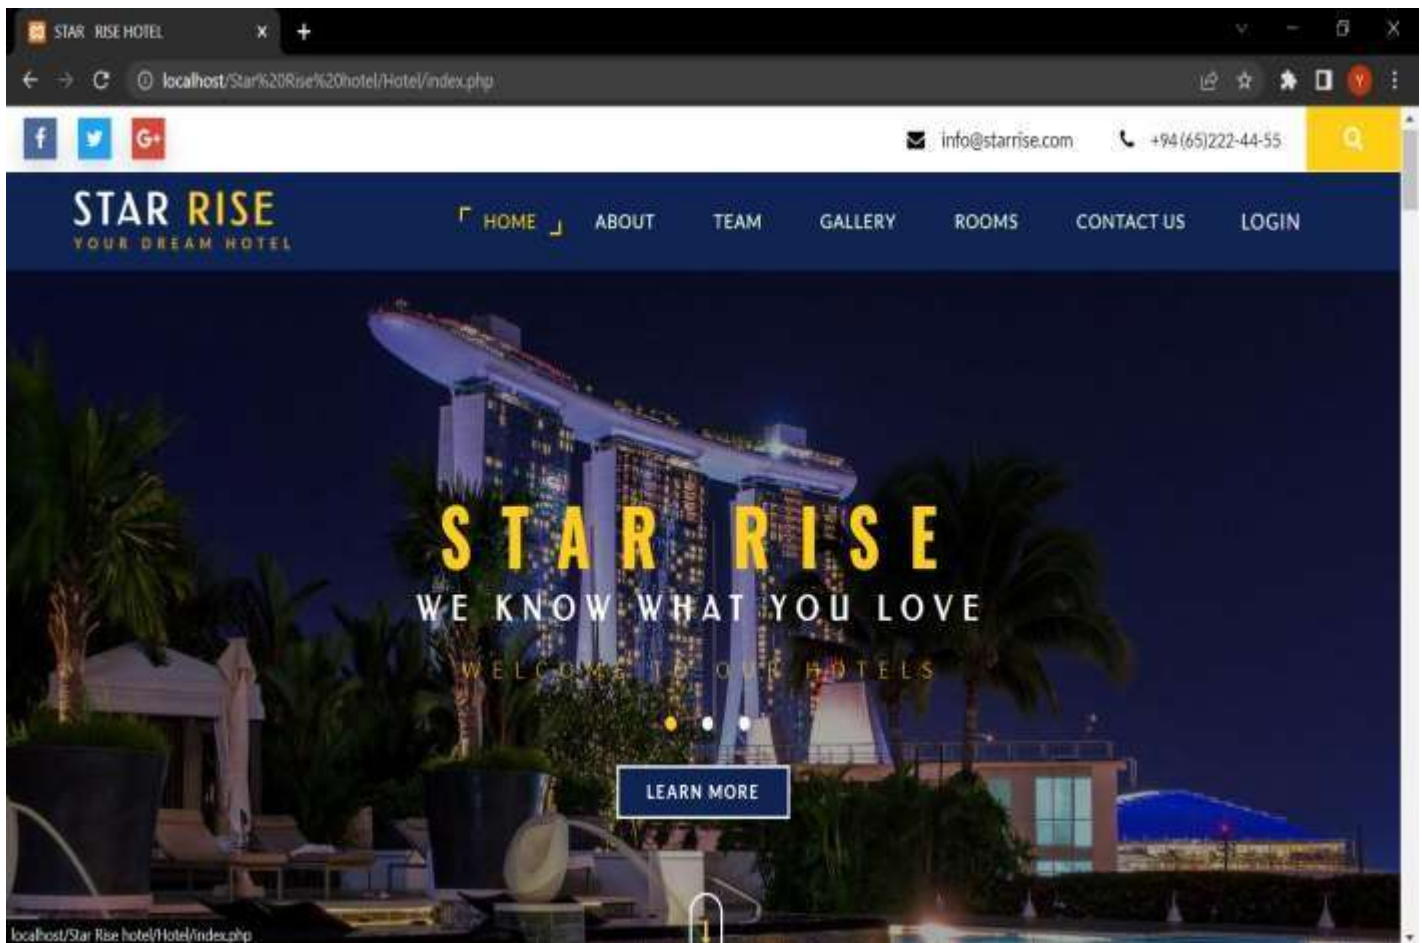 STAR RISE HOTEL
localhost/Star%20Rise%20hotel/Hotel/index.php
Y
f
G+
info@starrise.com +94 (65)222-44-55
STAR RISE
YOUR DREAM HOTEL
HOME ABOUT TEAM GALLERY ROOMS CONTACT US LOGIN
STAR RISE
WE KNOW WHAT YOU LOVE
WELCOME TO OUR HOTELS
LEARN MORE
localhost/Star Rise hotel/Hotel/index.php